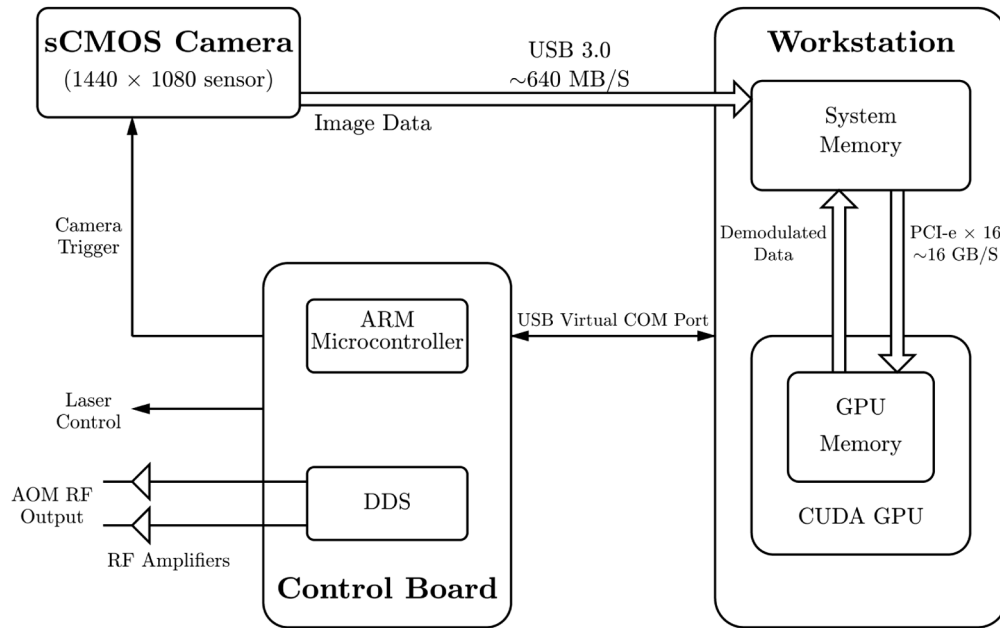 sCMOS Camera
(1440 × 1080 sensor)
USB 3.0
~640 MB/S
Image Data
Workstation
System
Memory
Camera
Trigger
Demodulated
Data
PCI-e × 16
~16 GB/S
ARM
Microcontroller
USB Virtual COM Port
Laser
Control
GPU
Memory
CUDA GPU
AOM RF
Output
DDS
RF Amplifiers
Control Board